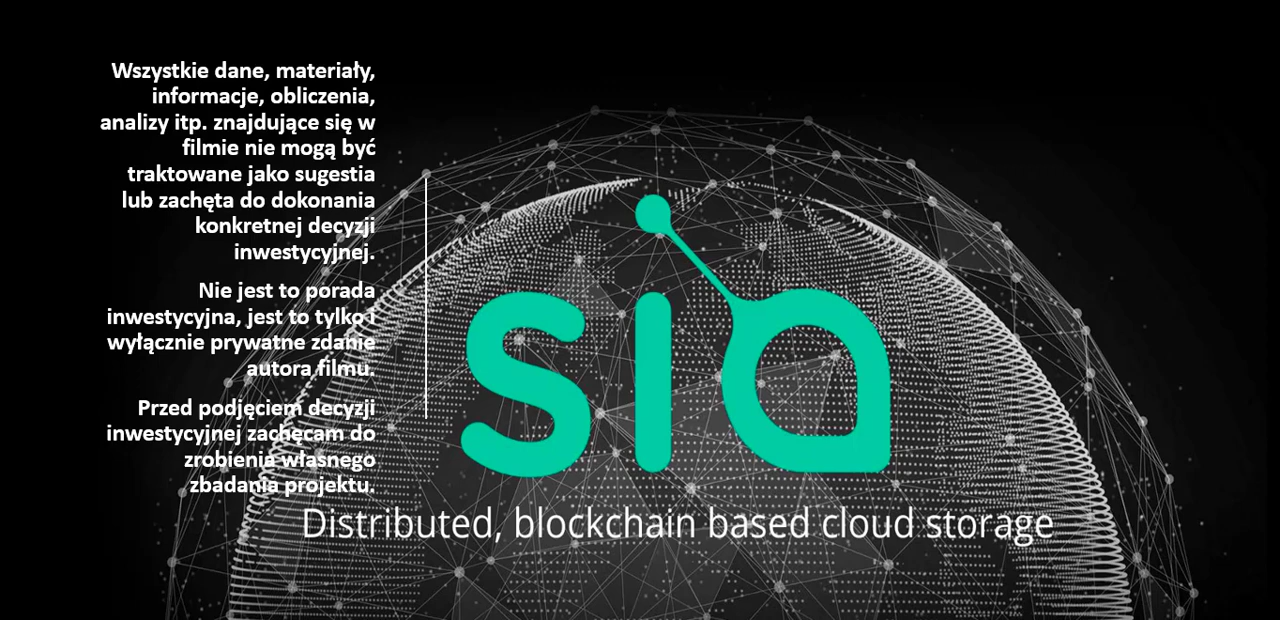 Wszystkie dane, materiały,
informacje, obliczenia,
analizy itp. znajdujące się w
filmie nie mogą być
traktowane jako sugestia
lub zachęta do dokonania
konkretnej decyzji
inwestycyjnej.
Nie jest to porada
inwestycyjna, jest to tylko i
wyłącznie prywatne zdanie
autora filmu.
Przed podjęciem decyzji
inwestycyjnej zachęcam do
zrobienia własnego
zbadania projektu.
sia
Distributed, blockchain based cloud storage